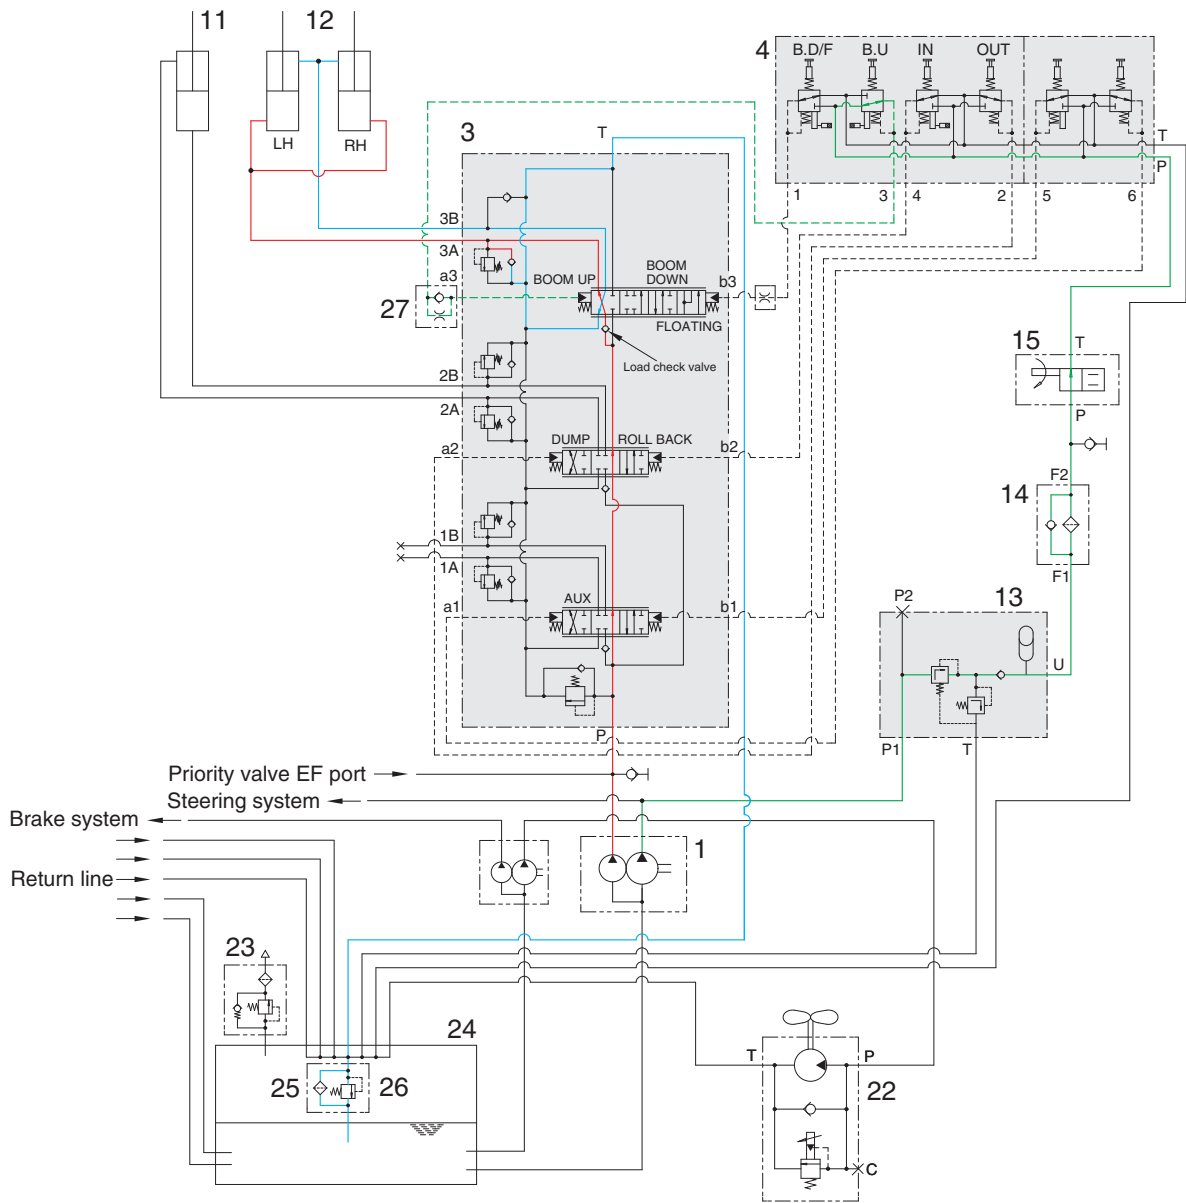 11
12
LH
RH
4
B.D/F
B.U
IN
OUT
T
P
1
3
4
2
5
6
3
T
3B
3A
a3
BOOM UP
BOOM
DOWN
b3
27
FLOATING
Load check valve
2B
2A
a2
DUMP
ROLL BACK
b2
1B
1A
a1
AUX
b1
P
15
T
P
F2
14
F1
P2
13
U
P1
T
Priority valve EF port
Steering system
Brake system
1
Return line
23
24
25
26
T
P
22
C